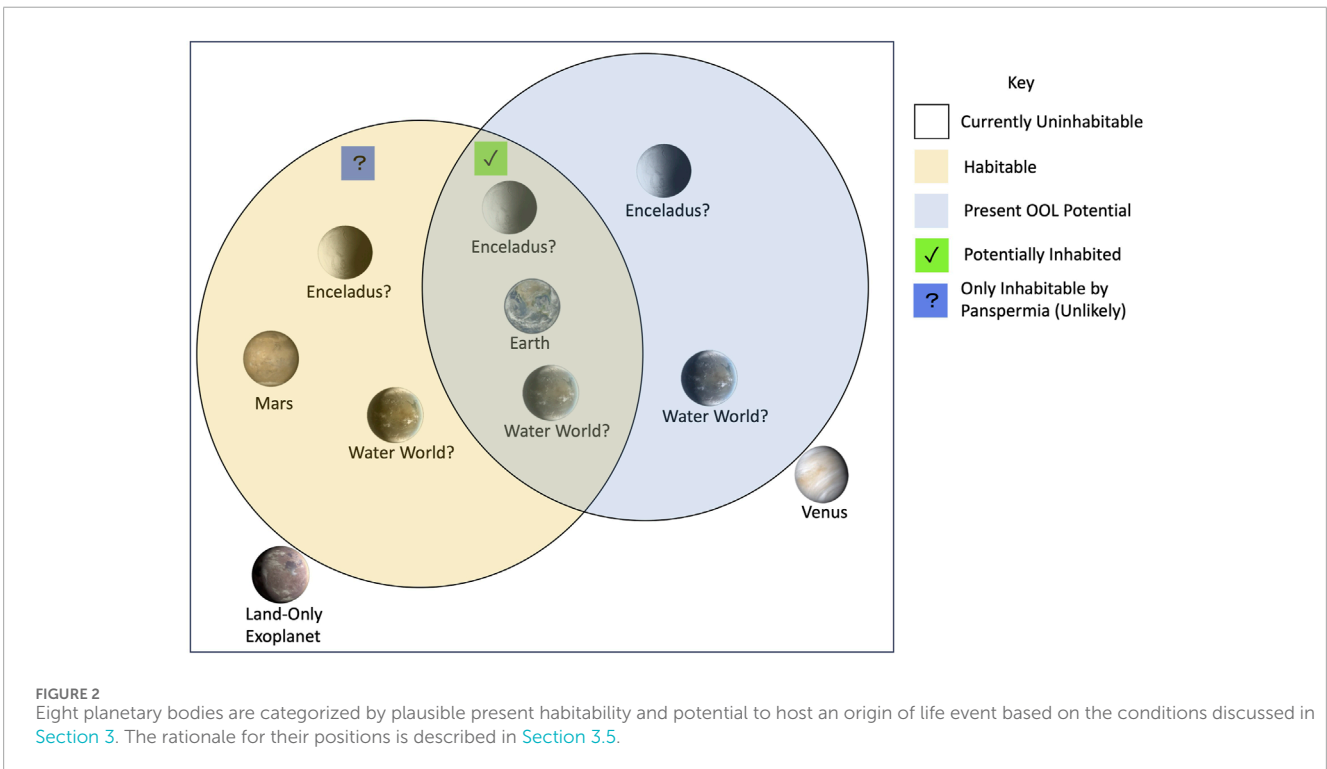 Key
Currently Uninhabitable
Habitable
Present OOL Potential
✓ Potentially Inhabited
? Only Inhabitable by
Panspermia (Unlikely)
?
✓
Enceladus?
Enceladus?
Enceladus?
Earth
Mars
Water World?
Water World?
Water World?
Venus
Land-Only
Exoplanet
FIGURE 2
Eight planetary bodies are categorized by plausible present habitability and potential to host an origin of life event based on the conditions discussed in
Section 3. The rationale for their positions is described in Section 3.5.